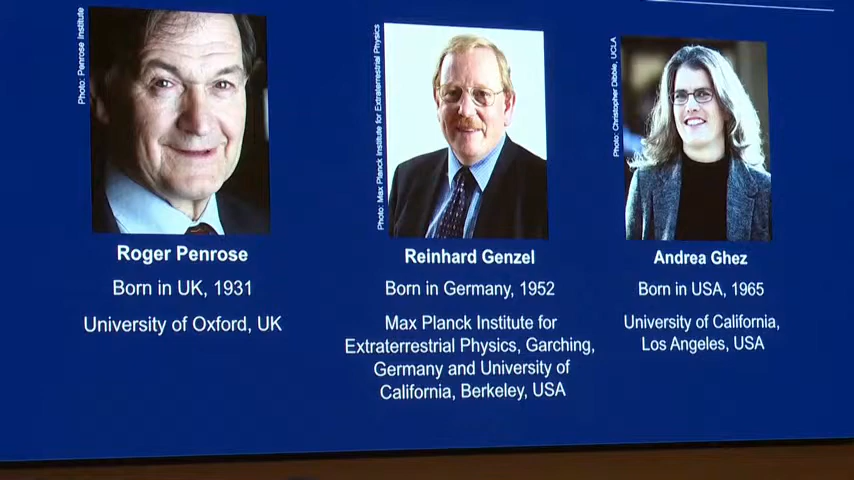 Photo: Penrose Institute
Roger Penrose
Born in UK, 1931
University of Oxford, UK
Photo: Max Planck Institute for Extraterrestrial Physics
Reinhard Genzel
Born in Germany, 1952
Max Planck Institute for
Extraterrestrial Physics, Garching,
Germany and University of
California, Berkeley, USA
Photo: Christopher Dibble, UCLA
Andrea Ghez
Born in USA, 1965
University of California,
Los Angeles, USA